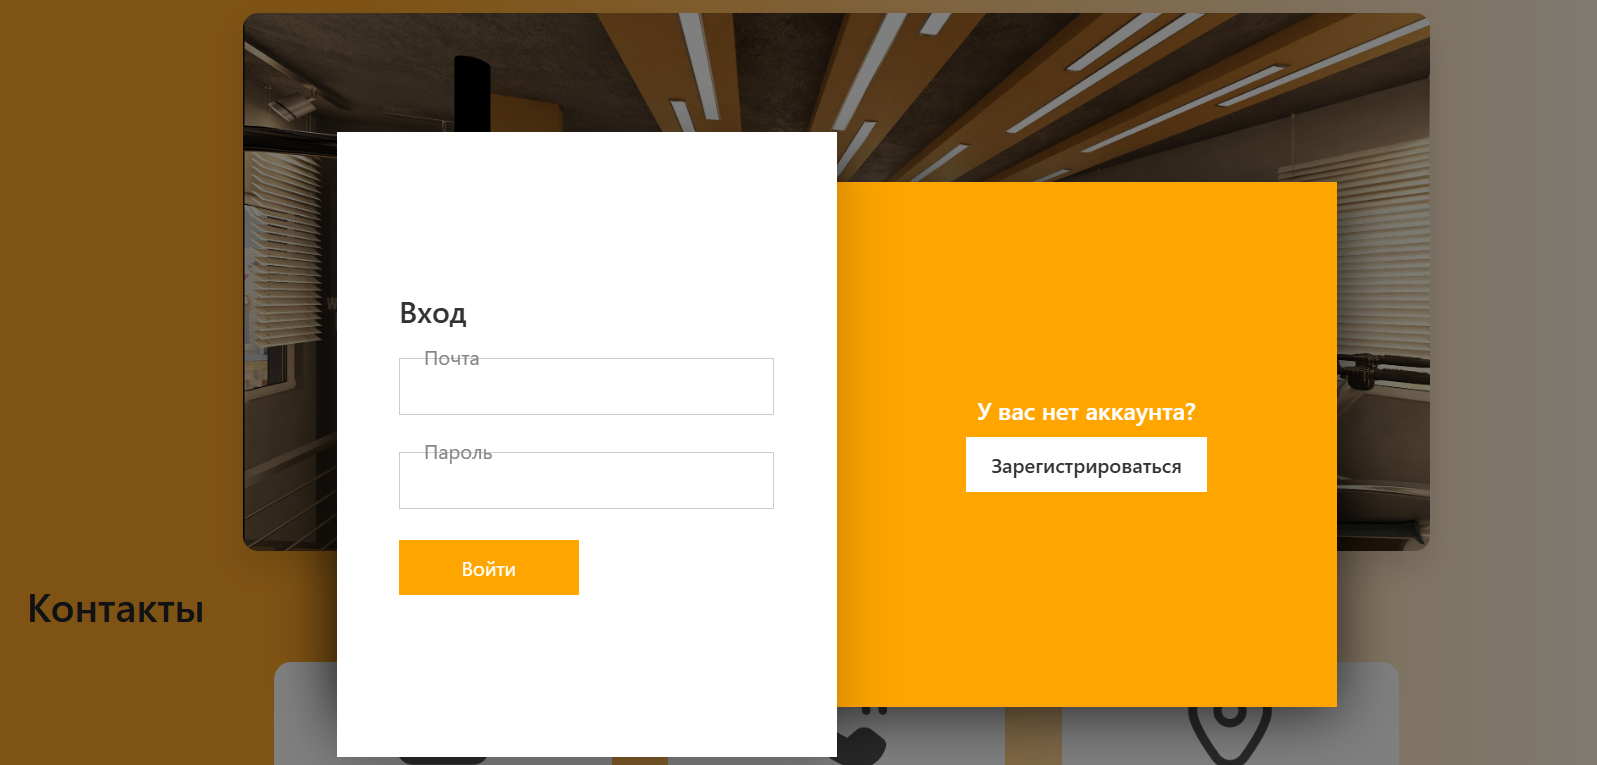 Вход
Почта
Пароль
Войти
У вас нет аккаунта?
Зарегистрироваться
Контакты